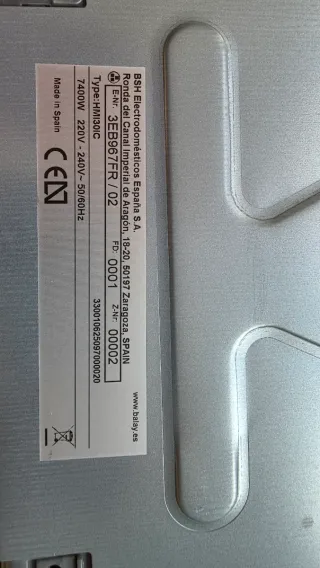 BSH Electrodomésticos España S.A.
Ronda del Canal Imperial de Aragón, 18-20, 50197 Zaragoza, SPAIN
www.balay.es
E-Nr. 3EB967FR / 02 FD: 0001 Z-Nr. 00002
Type:HMI30IC 330010625097000020
7400W 220V - 240V~ 50/60Hz
Made in Spain
CE N